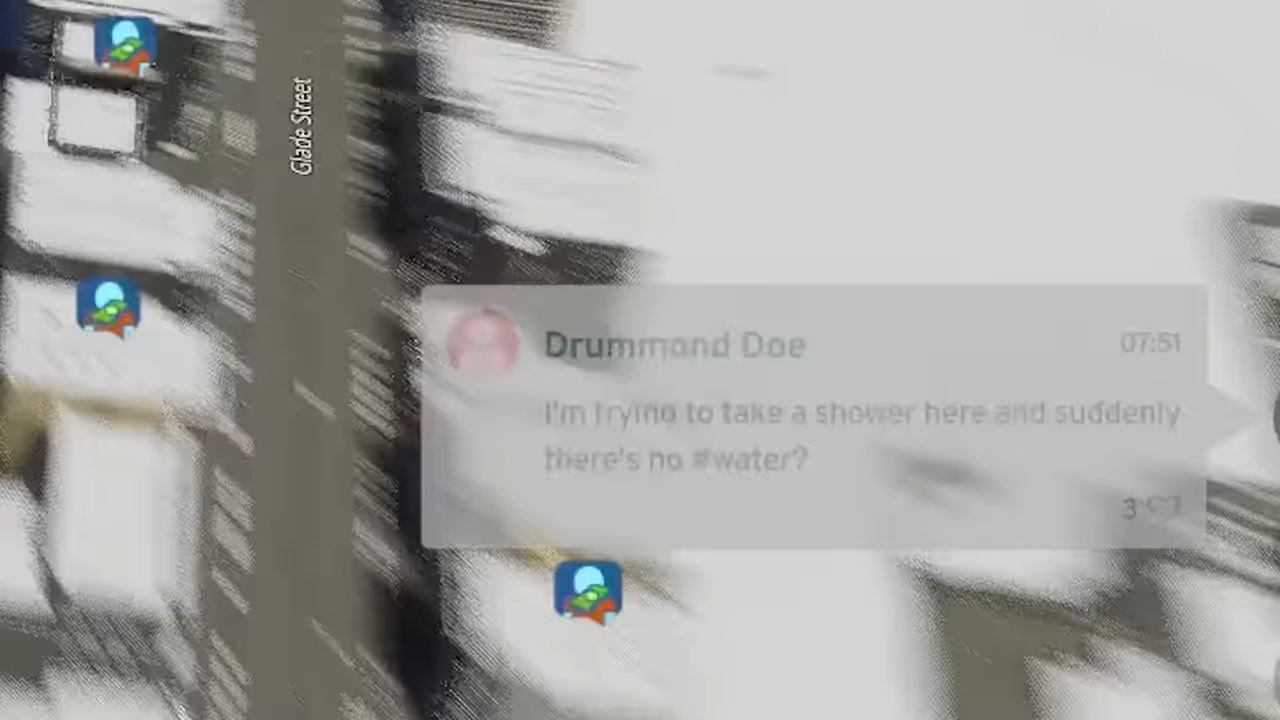 Glade Street
Drummond Doe
07:51
I'm trying to take a shower here and suddenly
there's no #water?